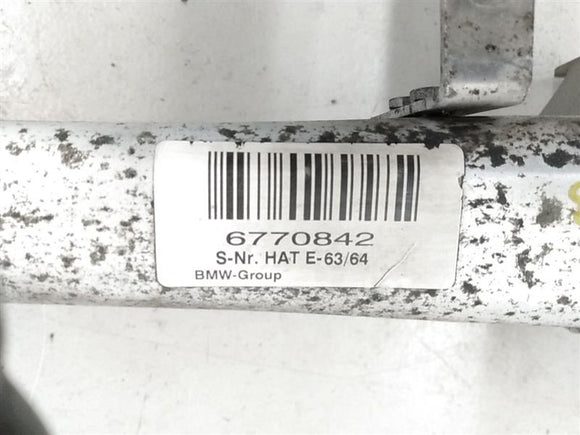 6770842
S-Nr. HAT E-63/64
BMW-Group